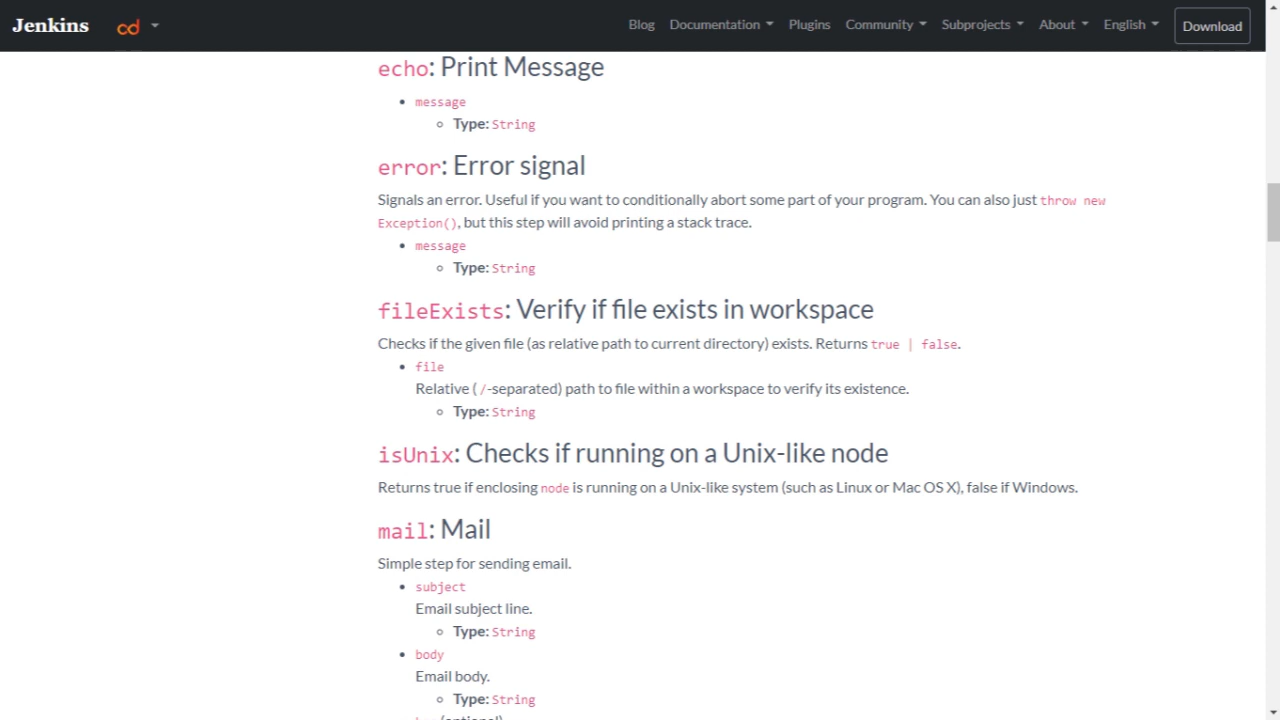 Jenkins cd Blog Documentation Plugins Community Subprojects About English Download
echo: Print Message
message
Type: String
error: Error signal
Signals an error. Useful if you want to conditionally abort some part of your program. You can also just throw new
Exception(), but this step will avoid printing a stack trace.
message
Type: String
fileExists: Verify if file exists in workspace
Checks if the given file (as relative path to current directory) exists. Returns true | false.
file
Relative ( /-separated) path to file within a workspace to verify its existence.
Type: String
isUnix: Checks if running on a Unix-like node
Returns true if enclosing node is running on a Unix-like system (such as Linux or Mac OS X), false if Windows.
mail: Mail
Simple step for sending email.
subject
Email subject line.
Type: String
body
Email body.
Type: String
(optional)